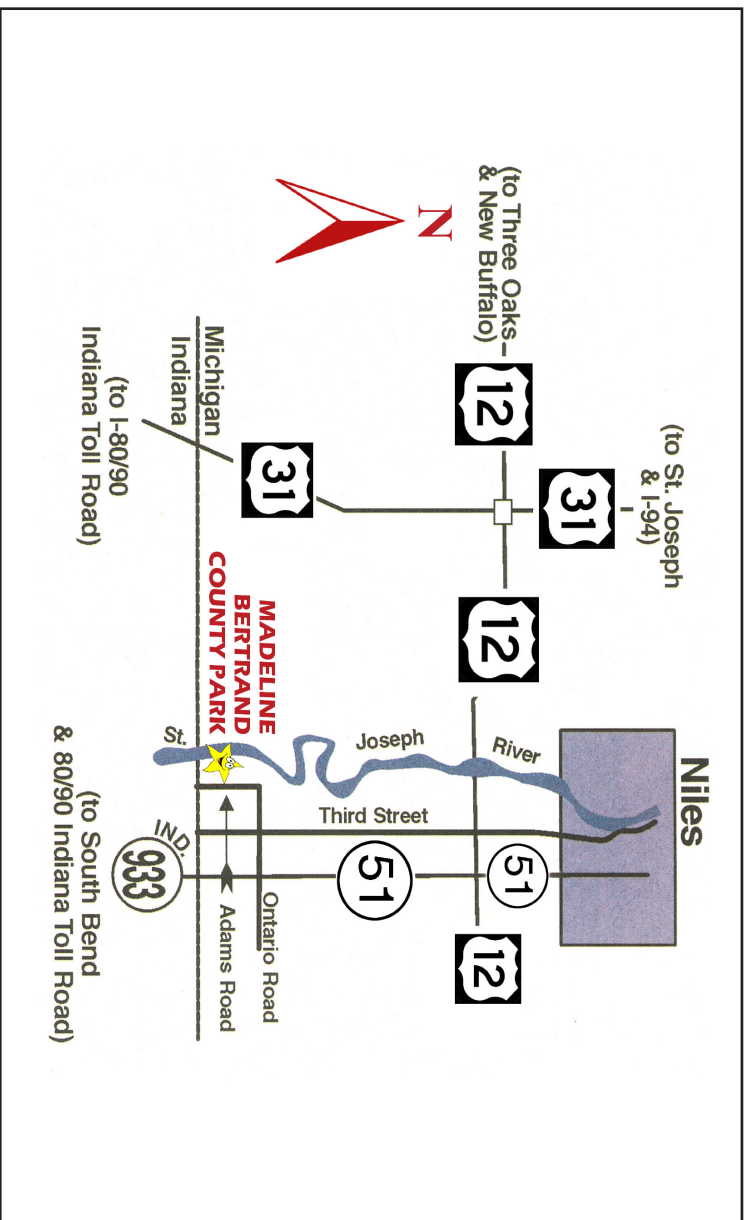 Niles
(to St. Joseph
& I-94)
31
(to Three Oaks
& New Buffalo)
12
12
12
N
River
Joseph
St.
51
51
Third Street
31
MADELINE
BERTRAND
COUNTY PARK
Ontario Road
Adams Road
Michigan
Indiana
IND.
933
(to I-80/90
Indiana Toll Road)
(to South Bend
& 80/90 Indiana Toll Road)